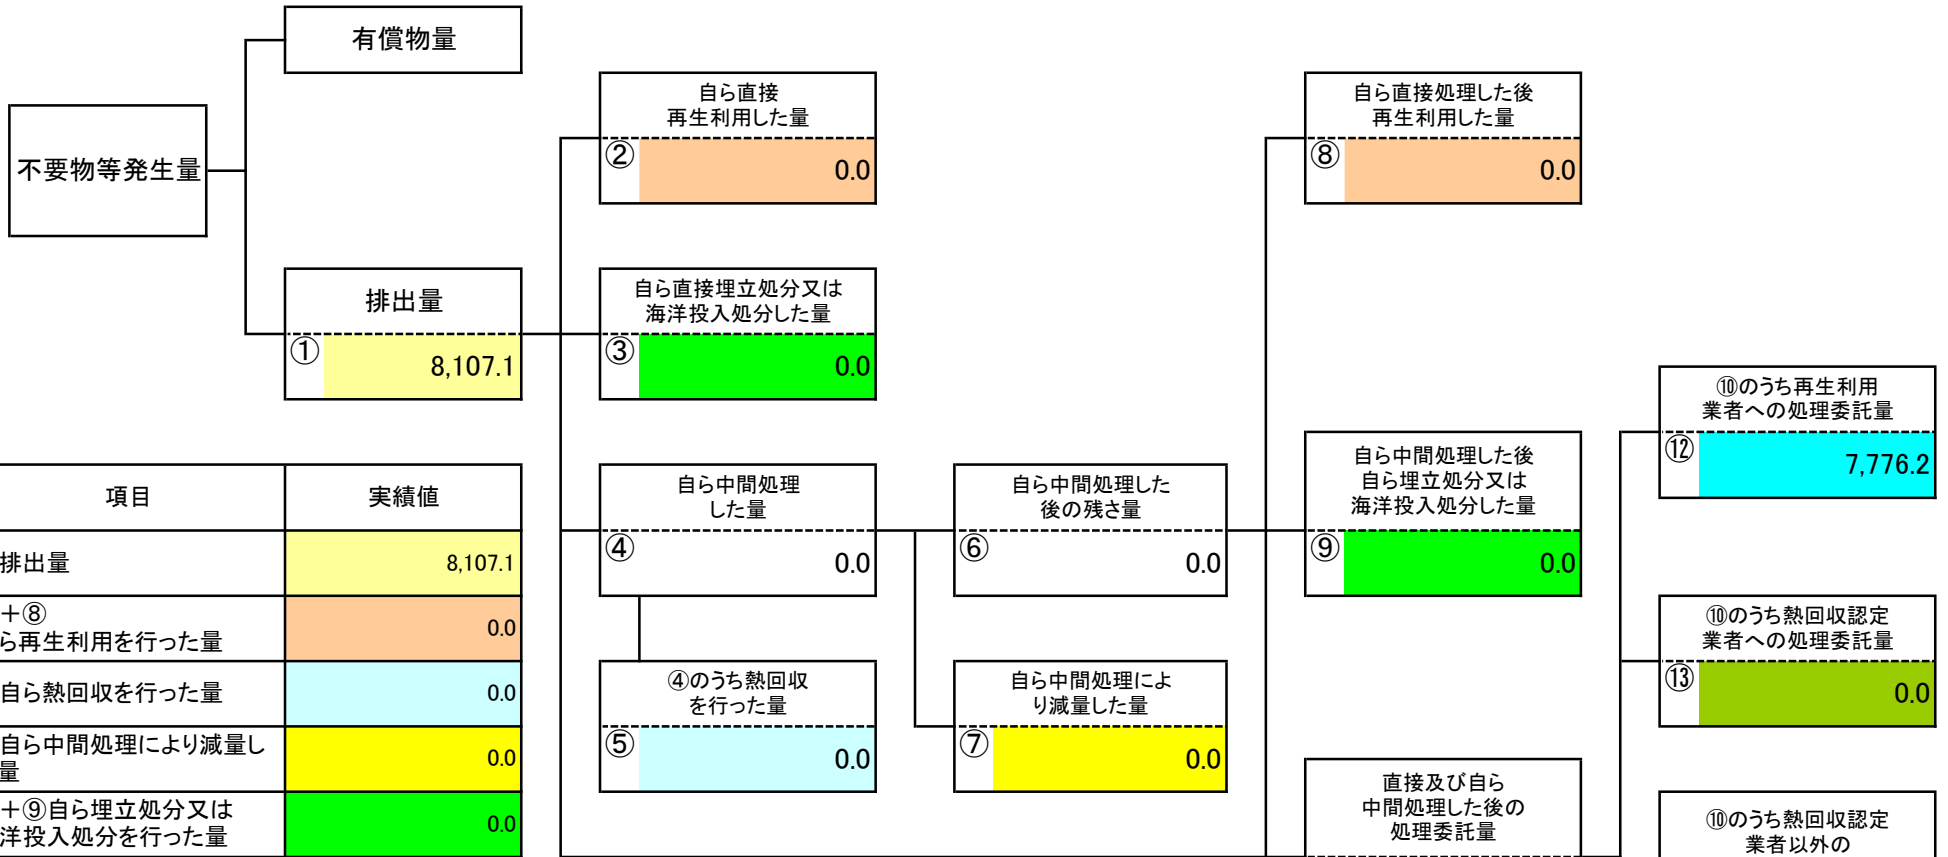 有償物量
不要物等発生量
排出量
①
8,107.1
自ら直接
再生利用した量
②
0.0
自ら直接埋立処分又は
海洋投入処分した量
③
0.0
自ら中間処理
した量
④
0.0
④のうち熱回収
を行った量
⑤
0.0
自ら中間処理した
後の残さ量
⑥
0.0
自ら中間処理によ
り減量した量
⑦
0.0
自ら直接処理した後
再生利用した量
⑧
0.0
自ら中間処理した後
自ら埋立処分又は
海洋投入処分した量
⑨
0.0
直接及び自ら
中間処理した後の
処理委託量
⑩のうち再生利用
業者への処理委託量
⑫
7,776.2
⑩のうち熱回収認定
業者への処理委託量
⑬
0.0
⑩のうち熱回収認定
業者以外の
項目 実績値
排出量 8,107.1
+⑧
ら再生利用を行った量 0.0
自ら熱回収を行った量 0.0
自ら中間処理により減量し
量 0.0
+⑨自ら埋立処分又は
洋投入処分を行った量 0.0